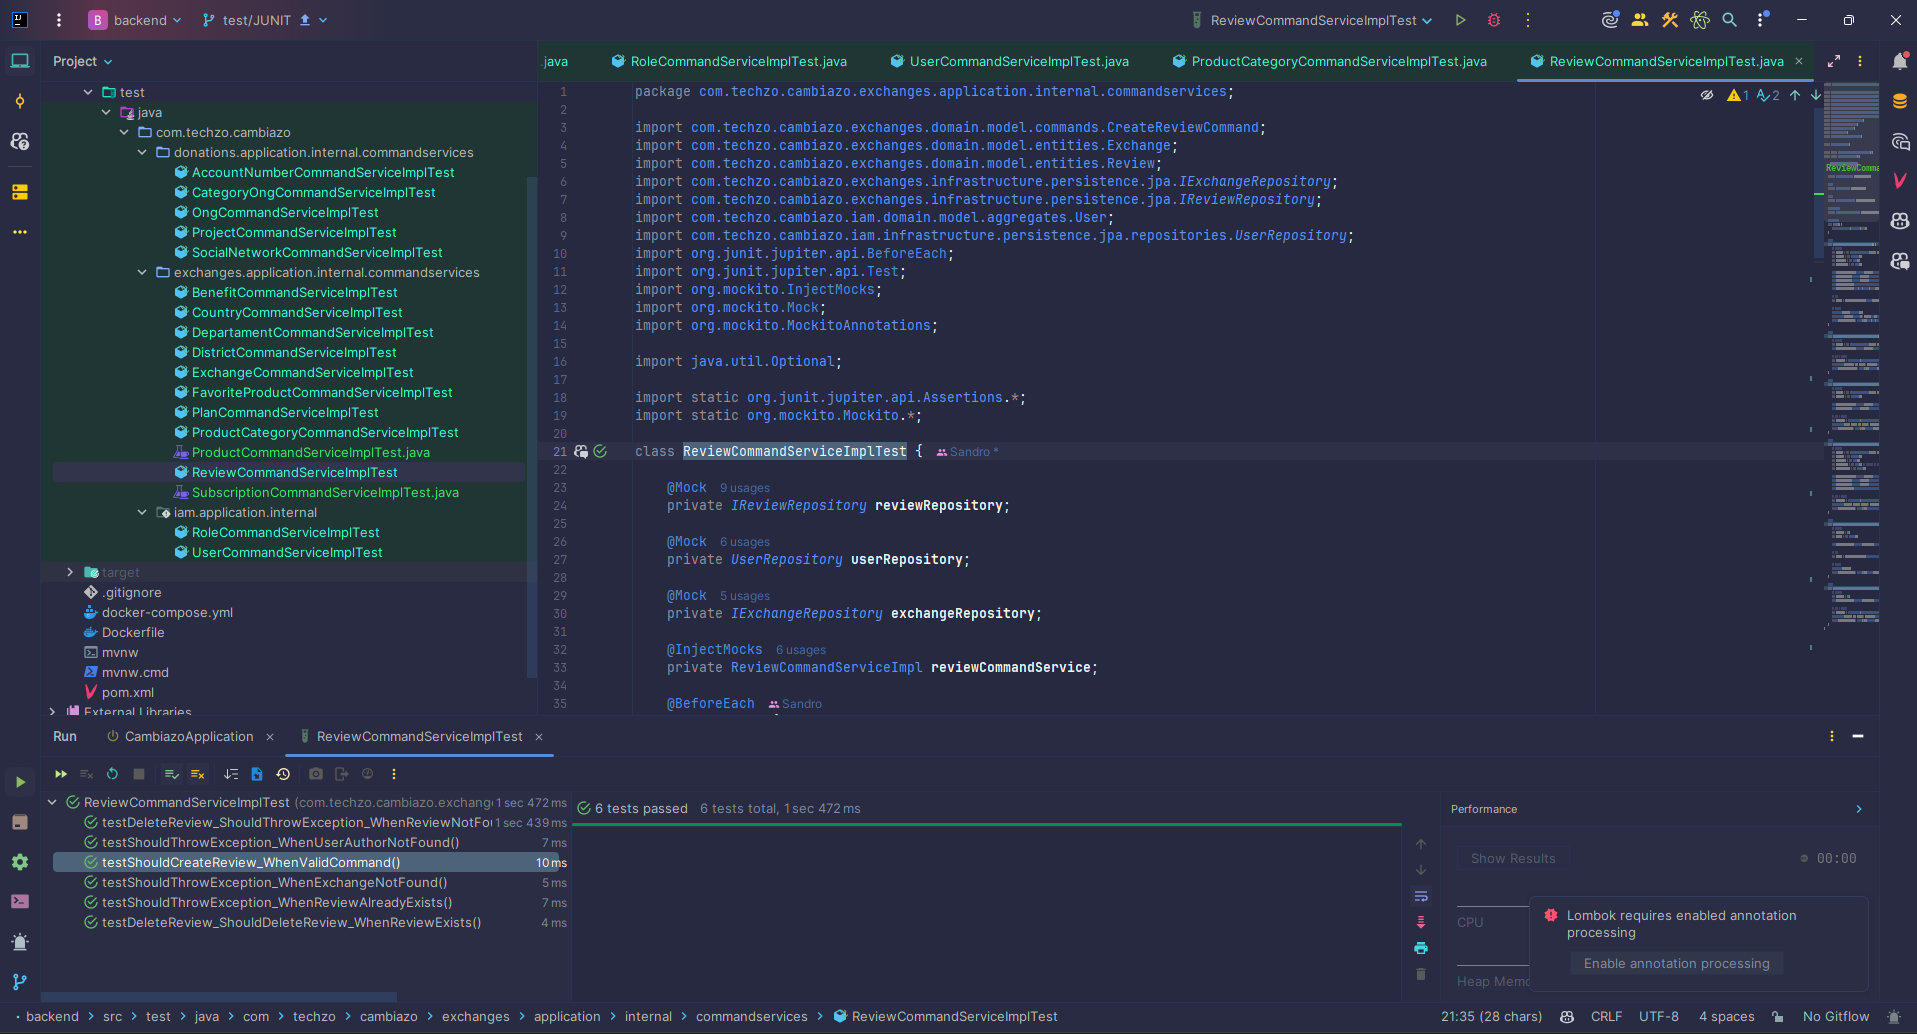 B backend test/JUNIT ReviewCommandServiceImplTest
Project
.java RoleCommandServiceImplTest.java UserCommandServiceImplTest.java ProductCategoryCommandServiceImplTest.java ReviewCommandServiceImplTest.java
test
java
com.techzo.cambiazo
donations.application.internal.commandservices
AccountNumberCommandServiceImplTest
CategoryOngCommandServiceImplTest
OngCommandServiceImplTest
ProjectCommandServiceImplTest
SocialNetworkCommandServiceImplTest
exchanges.application.internal.commandservices
BenefitCommandServiceImplTest
CountryCommandServiceImplTest
DepartamentCommandServiceImplTest
DistrictCommandServiceImplTest
ExchangeCommandServiceImplTest
FavoriteProductCommandServiceImplTest
PlanCommandServiceImplTest
ProductCategoryCommandServiceImplTest
ProductCommandServiceImplTest.java
ReviewCommandServiceImplTest
SubscriptionCommandServiceImplTest.java
iam.application.internal
RoleCommandServiceImplTest
UserCommandServiceImplTest
target
.gitignore
docker-compose.yml
Dockerfile
mvnw
mvnw.cmd
pom.xml
External Libraries
1 package com.techzo.cambiazo.exchanges.application.internal.commandservices;
2
3 import com.techzo.cambiazo.exchanges.domain.model.commands.CreateReviewCommand;
4 import com.techzo.cambiazo.exchanges.domain.model.entities.Exchange;
5 import com.techzo.cambiazo.exchanges.domain.model.entities.Review;
6 import com.techzo.cambiazo.exchanges.infrastructure.persistence.jpa.IExchangeRepository;
7 import com.techzo.cambiazo.exchanges.infrastructure.persistence.jpa.IReviewRepository;
8 import com.techzo.cambiazo.iam.domain.model.aggregates.User;
9 import com.techzo.cambiazo.iam.infrastructure.persistence.jpa.repositories.UserRepository;
10 import org.junit.jupiter.api.BeforeEach;
11 import org.junit.jupiter.api.Test;
12 import org.mockito.InjectMocks;
13 import org.mockito.Mock;
14 import org.mockito.MockitoAnnotations;
15
16 import java.util.Optional;
17
18 import static org.junit.jupiter.api.Assertions.*;
19 import static org.mockito.Mockito.*;
20
21 class ReviewCommandServiceImplTest { Sandro *
22
23 @Mock 9 usages
24 private IReviewRepository reviewRepository;
25
26 @Mock 6 usages
27 private UserRepository userRepository;
28
29 @Mock 5 usages
30 private IExchangeRepository exchangeRepository;
31
32 @InjectMocks 6 usages
33 private ReviewCommandServiceImpl reviewCommandService;
34
35 @BeforeEach Sandro
1 2
Run CambiazoApplication ReviewCommandServiceImplTest
ReviewCommandServiceImplTest (com.techzo.cambiazo.exchang 1 sec 472 ms
testDeleteReview_ShouldThrowException_WhenReviewNotFou 1 sec 439 ms
testShouldThrowException_WhenUserAuthorNotFound() 7 ms
testShouldCreateReview_WhenValidCommand() 10 ms
testShouldThrowException_WhenExchangeNotFound() 5 ms
testShouldThrowException_WhenReviewAlreadyExists() 7 ms
testDeleteReview_ShouldDeleteReview_WhenReviewExists() 4 ms
6 tests passed 6 tests total, 1 sec 472 ms
Performance
Show Results 00:00
CPU
Heap Memo
Lombok requires enabled annotation
processing
Enable annotation processing
backend src test java com techzo cambiazo exchanges application internal commandservices ReviewCommandServiceImplTest
21:35 (28 chars) CRLF UTF-8 4 spaces No Gitflow